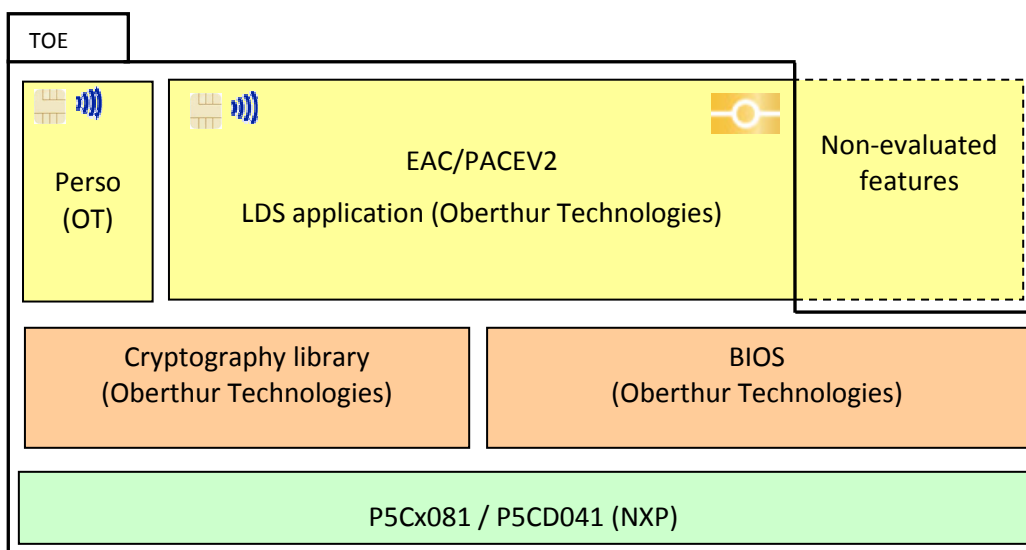 TOE
Perso
(OT)
EAC/PACEV2
LDS application (Oberthur Technologies)
Non-evaluated
features
Cryptography library
(Oberthur Technologies)
BIOS
(Oberthur Technologies)
P5Cx081 / P5CD041 (NXP)